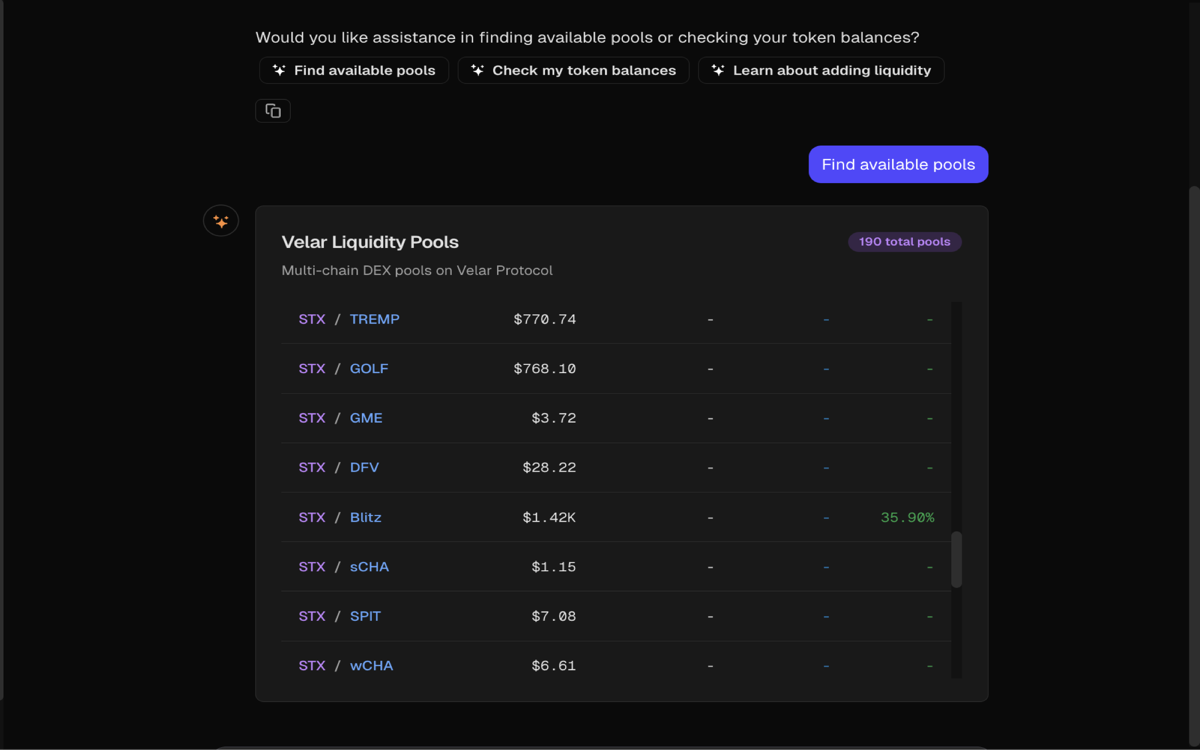 Would you like assistance in finding available pools or checking your token balances?
Find available pools Check my token balances Learn about adding liquidity
Find available pools
Velar Liquidity Pools 190 total pools
Multi-chain DEX pools on Velar Protocol
STX / TREMP $770.74 - - -
STX / GOLF $768.10 - - -
STX / GME $3.72 - - -
STX / DFV $28.22 - - -
STX / Blitz $1.42K - - 35.90%
STX / sCHA $1.15 - - -
STX / SPIT $7.08 - - -
STX / wCHA $6.61 - - -